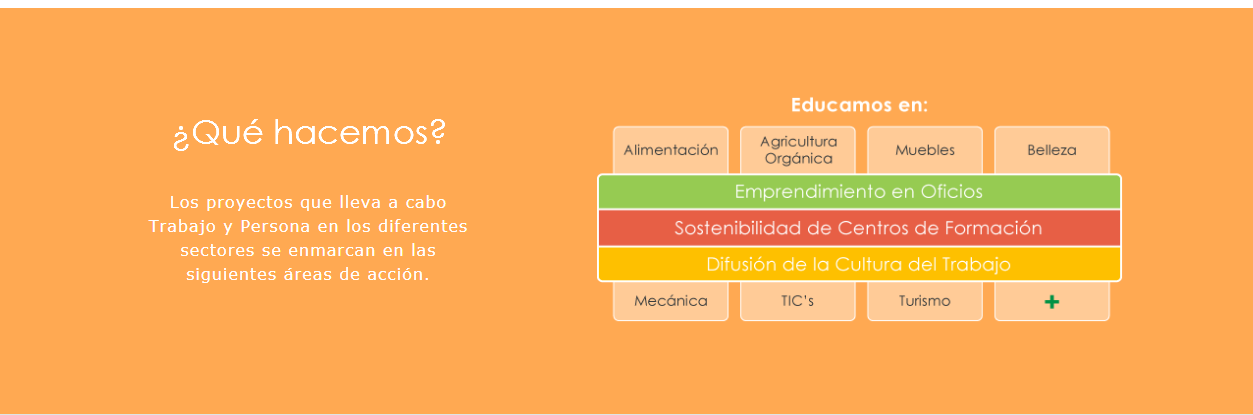 ¿Qué hacemos?
Los proyectos que lleva a cabo
Trabajo y Persona en los diferentes
sectores se enmarcan en las
siguientes áreas de acción.
Educamos en:
Alimentación
Agricultura
Orgánica
Muebles
Belleza
Emprendimiento en Oficios
Sostenibilidad de Centros de Formación
Difusión de la Cultura del Trabajo
Mecánica
TIC's
Turismo
+